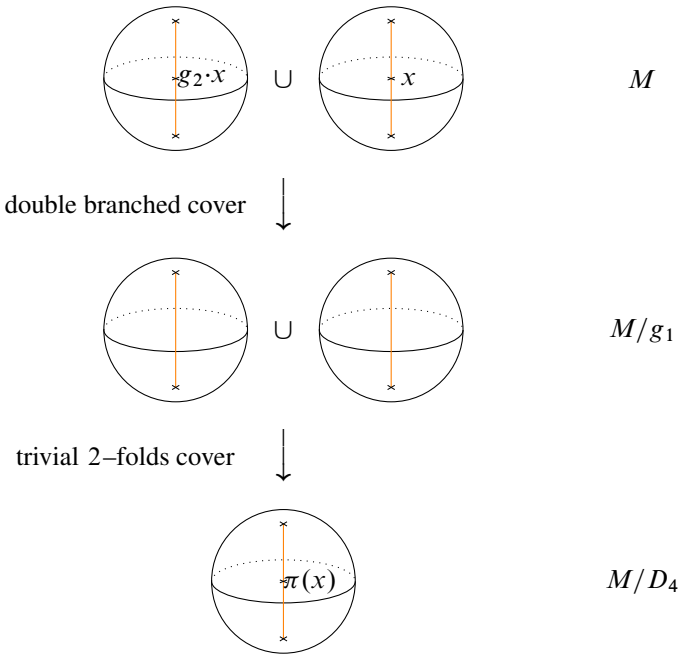 g₂·x ∪ x M
double branched cover
∪ M/g₁
trivial 2–folds cover
π(x) M/D₄